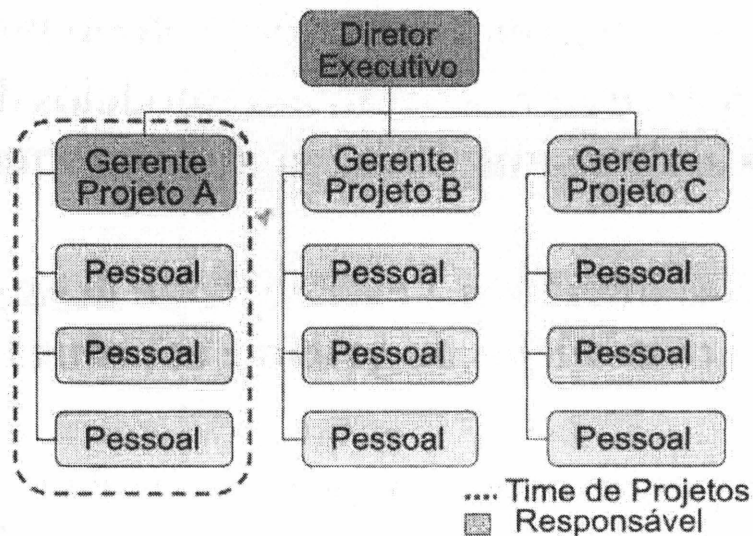 Diretor
Executivo
Gerente
Projeto A
Gerente
Projeto B
Gerente
Projeto C
Pessoal
Pessoal
Pessoal
Pessoal
Pessoal
Pessoal
Pessoal
Pessoal
Pessoal
Time de Projetos
Responsável